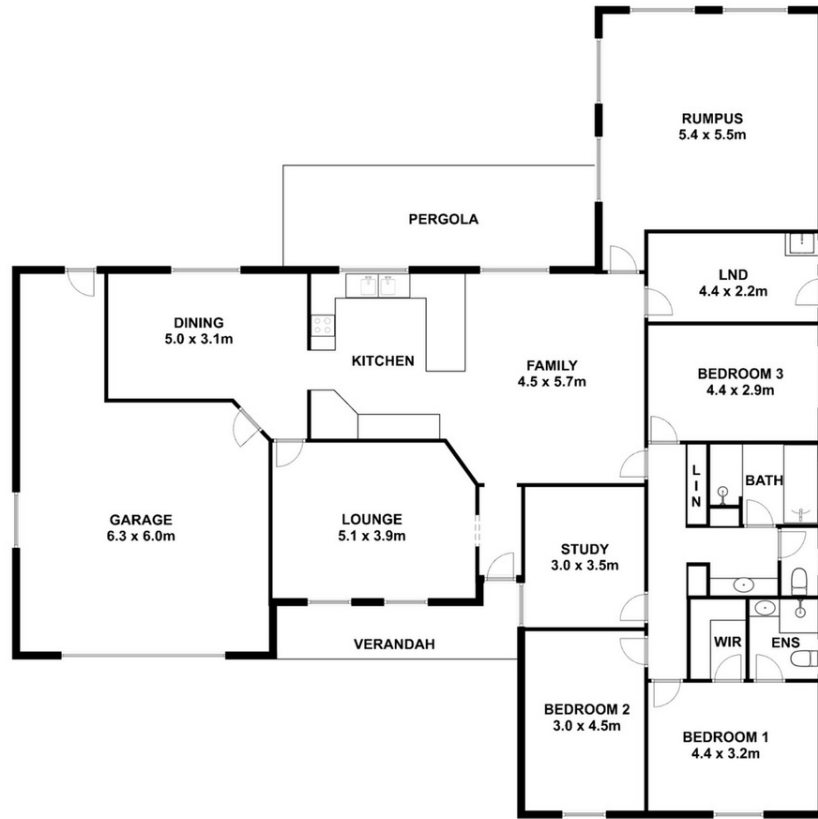 RUMPUS
5.4 x 5.5m
PERGOLA
LND
4.4 x 2.2m
DINING
5.0 x 3.1m
KITCHEN
FAMILY
4.5 x 5.7m
BEDROOM 3
4.4 x 2.9m
LIN
BATH
GARAGE
6.3 x 6.0m
LOUNGE
5.1 x 3.9m
STUDY
3.0 x 3.5m
VERANDAH
WIR
ENS
BEDROOM 2
3.0 x 4.5m
BEDROOM 1
4.4 x 3.2m